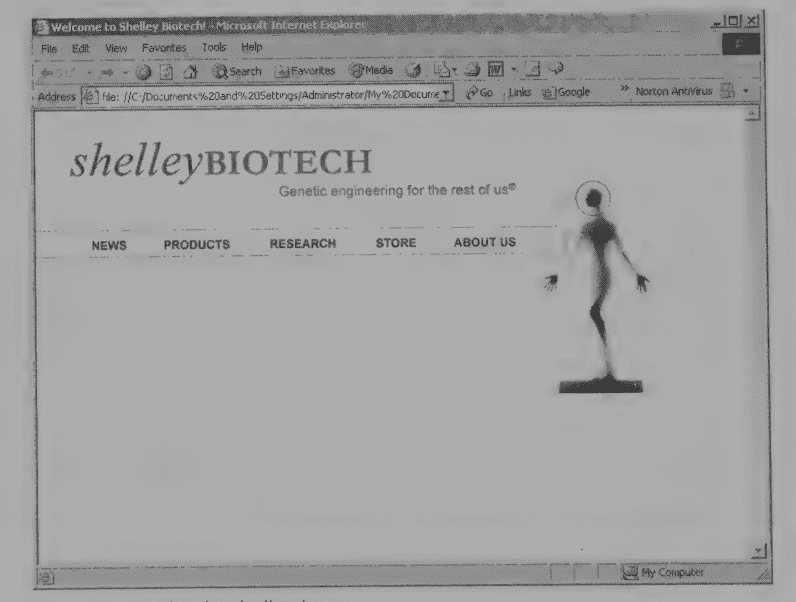 Welcome to Shelley Biotech! - Microsoft Internet Explorer
File Edit View Favorites Tools Help
Search Favorites Media
Address file: //C:/Documents%20and%20Settings/Administrator/My%20Docume Go Links Google » Norton AntiVirus
shelleyBIOTECH
Genetic engineering for the rest of us®
NEWS PRODUCTS RESEARCH STORE ABOUT US
My Computer